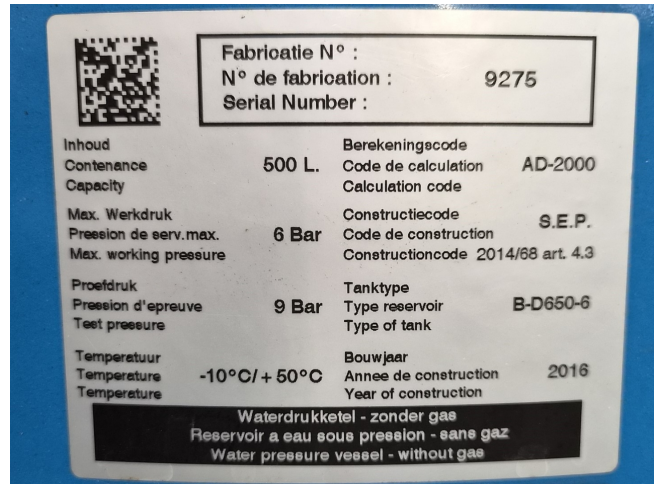 Fabricatie N° :
N° de fabrication : 9275
Serial Number :
Inhoud
Contenance 500 L.
Capacity
Berekeningscode
Code de calculation AD-2000
Calculation code
Max. Werkdruk
Pression de serv.max. 6 Bar
Max. working pressure
Constructiecode
Code de construction S.E.P.
Constructioncode 2014/68 art. 4.3
Proefdruk
Pression d'epreuve 9 Bar
Test pressure
Tanktype
Type reservoir B-D650-6
Type of tank
Temperatuur
Temperature -10°C/+50°C
Temperature
Bouwjaar
Annee de construction 2016
Year of construction
Waterdrukketel - zonder gas
Reservoir a eau sous pression - sans gaz
Water pressure vessel - without gas